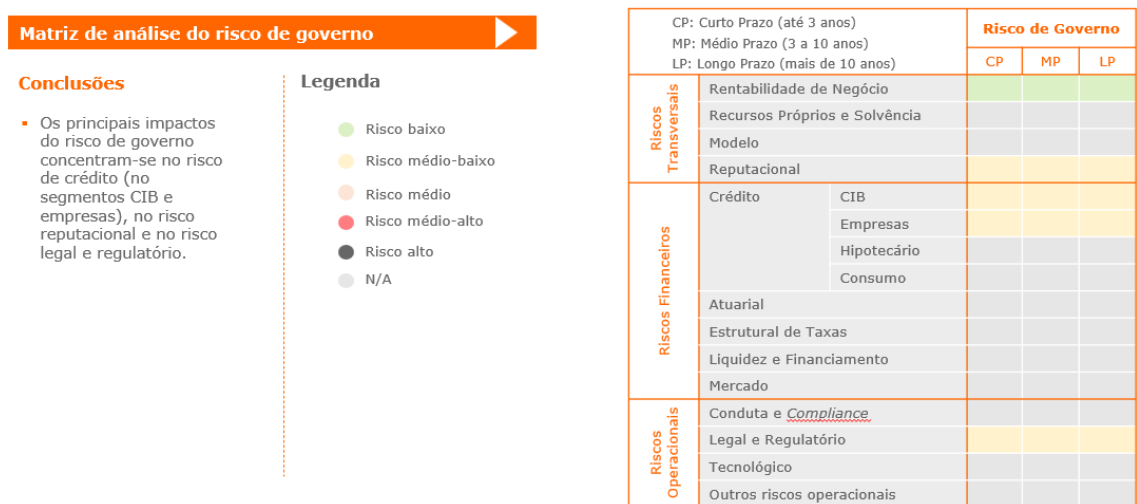 Matriz de análise do risco de governo
Conclusões
▪ Os principais impactos
do risco de governo
concentram-se no risco
de crédito (no
segmentos CIB e
empresas), no risco
reputacional e no risco
legal e regulatório.
Legenda
Risco baixo
Risco médio-baixo
Risco médio
Risco médio-alto
Risco alto
N/A
CP: Curto Prazo (até 3 anos)
MP: Médio Prazo (3 a 10 anos)
LP: Longo Prazo (mais de 10 anos)
Risco de Governo
CP MP LP
Riscos
Transversais
Rentabilidade de Negócio
Recursos Próprios e Solvência
Modelo
Reputacional
Riscos Financeiros
Crédito CIB
Empresas
Hipotecário
Consumo
Atuarial
Estrutural de Taxas
Liquidez e Financiamento
Mercado
Riscos
Operacionais
Conduta e Compliance
Legal e Regulatório
Tecnológico
Outros riscos operacionais